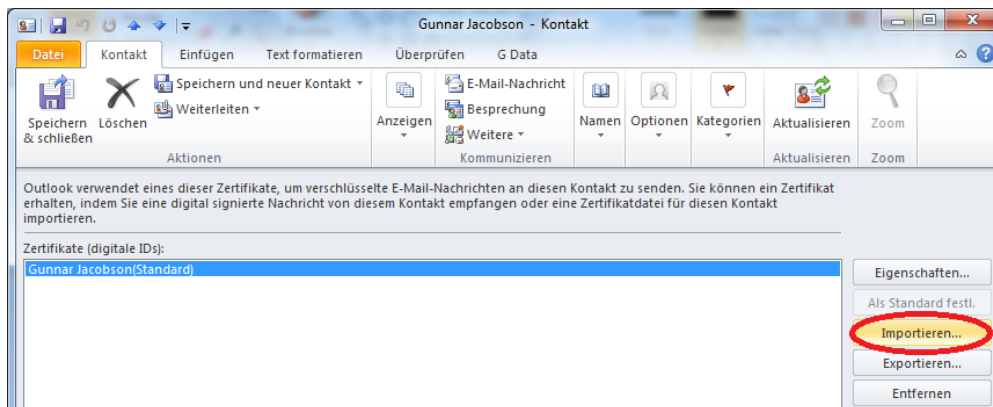 Gunnar Jacobson - Kontakt
Datei Kontakt Einfügen Text formatieren Überprüfen G Data
Speichern & schließen
Löschen
Speichern und neuer Kontakt
Weiterleiten
Aktionen
Anzeigen
E-Mail-Nachricht
Besprechung
Weitere
Kommunizieren
Namen
Optionen
Kategorien
Aktualisieren
Aktualisieren
Zoom
Zoom
Outlook verwendet eines dieser Zertifikate, um verschlüsselte E-Mail-Nachrichten an diesen Kontakt zu senden. Sie können ein Zertifikat
erhalten, indem Sie eine digital signierte Nachricht von diesem Kontakt empfangen oder eine Zertifikatdatei für diesen Kontakt
importieren.
Zertifikate (digitale IDs):
Gunnar Jacobson(Standard)
Eigenschaften...
Als Standard festl.
Importieren...
Exportieren...
Entfernen